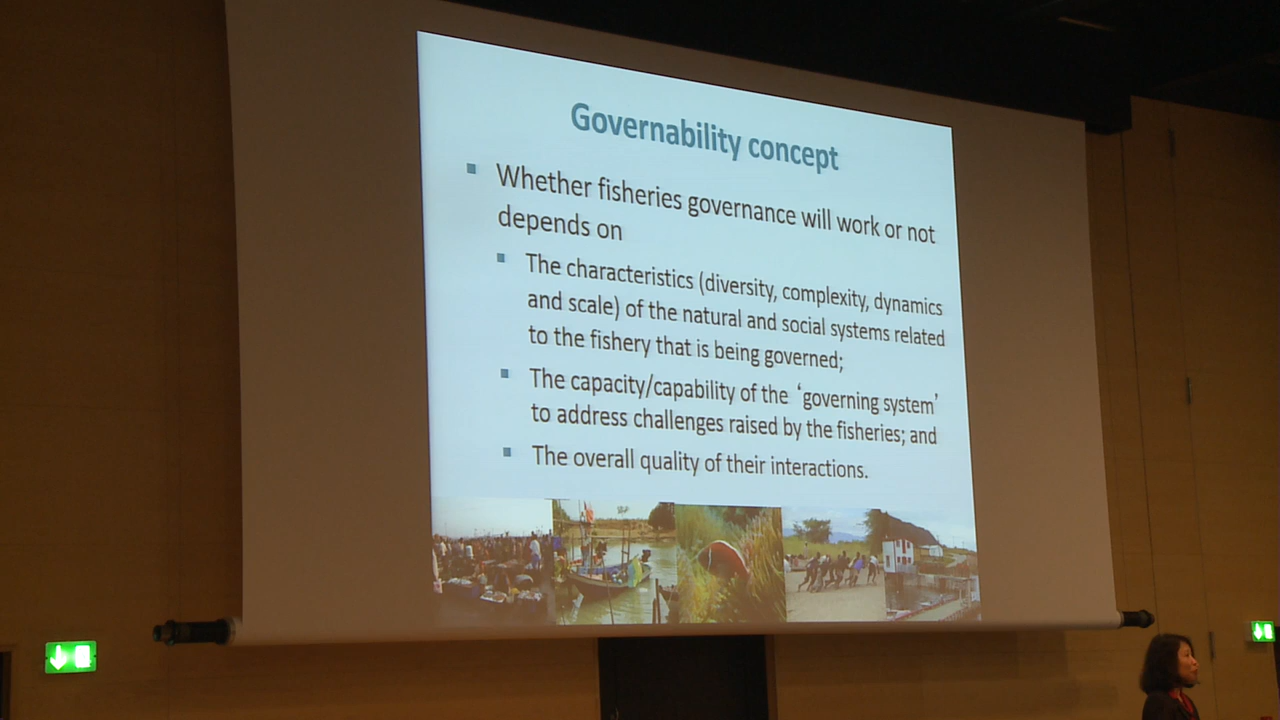 Governability concept
Whether fisheries governance will work or not
depends on
The characteristics (diversity, complexity, dynamics
and scale) of the natural and social systems related
to the fishery that is being governed;
The capacity/capability of the ‘governing system’
to address challenges raised by the fisheries; and
The overall quality of their interactions.